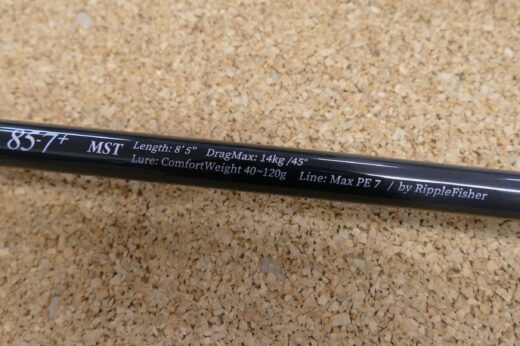 85-7+ MST
Length: 8'5" DragMax: 14kg /45°
Lure: ComfortWeight 40~120g Line: Max PE 7 / by RippleFisher